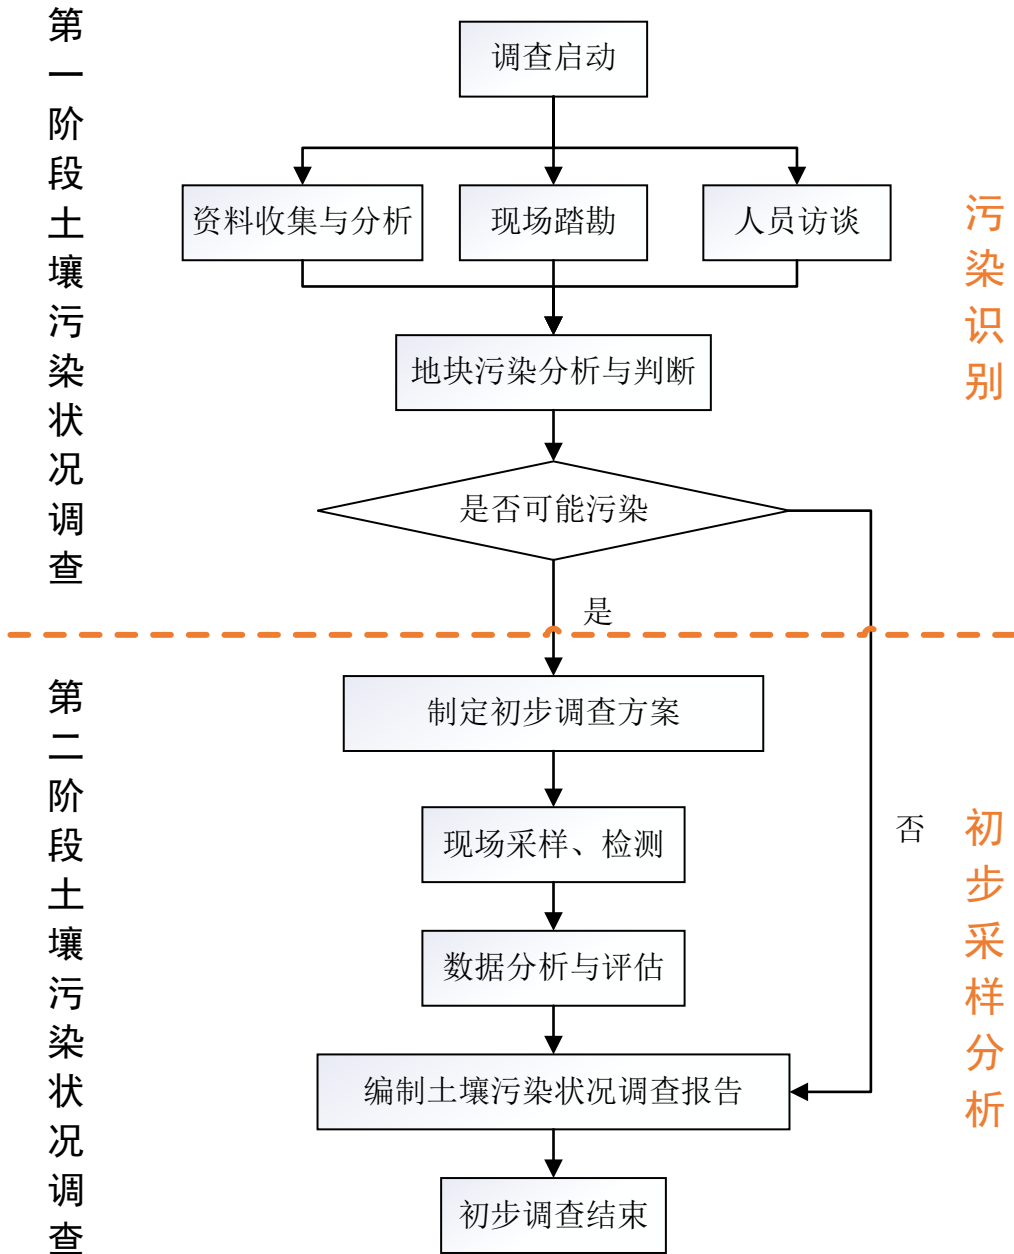 第一阶段土壤污染状况调查
调查启动
资料收集与分析
现场踏勘
人员访谈
污染识别
地块污染分析与判断
是否可能污染
是
第二阶段土壤污染状况调查
制定初步调查方案
现场采样、检测
否
初步采样分析
数据分析与评估
编制土壤污染状况调查报告
初步调查结束